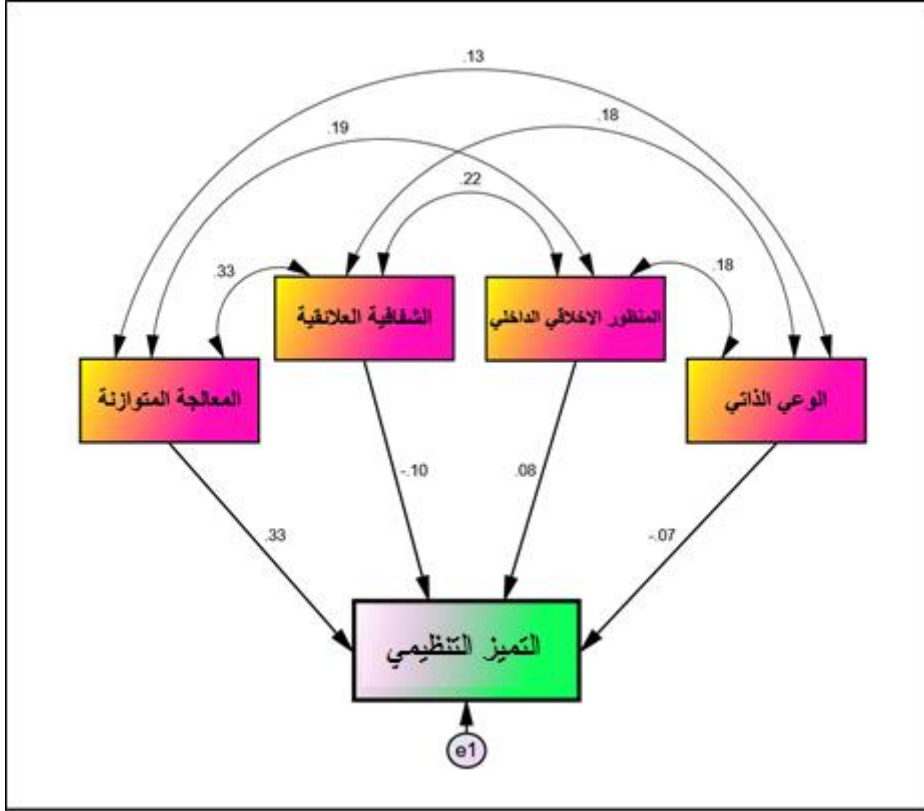 .13
.19
.18
.22
.33
.18
الشفافية العلائقية
المنظور الاخلاقي الداخلي
المعالجة المتوازنة
الوعي الذاتي
-.10
.08
.33
-.07
التميز التنظيمي
e1